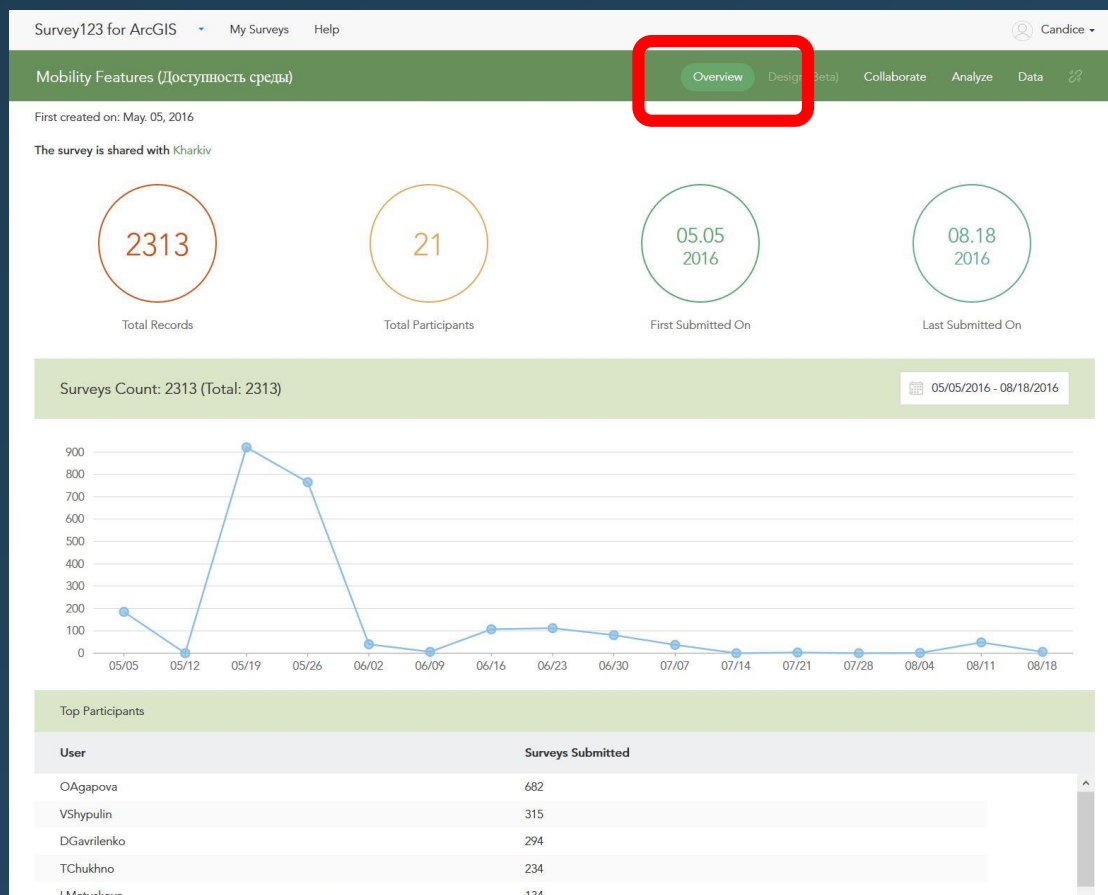 Survey123 for ArcGIS My Surveys Help Candice
Mobility Features (Доступность среды) Overview Design (Beta) Collaborate Analyze Data
First created on: May. 05, 2016
The survey is shared with Kharkiv
2313 21 05.05 2016 08.18 2016
Total Records Total Participants First Submitted On Last Submitted On
Surveys Count: 2313 (Total: 2313) 05/05/2016 - 08/18/2016
900
800
700
600
500
400
300
200
100
0
05/05 05/12 05/19 05/26 06/02 06/09 06/16 06/23 06/30 07/07 07/14 07/21 07/28 08/04 08/11 08/18
Top Participants
User Surveys Submitted
OAgapova 682
VShypulin 315
DGavrilenko 294
TChukhno 234
134